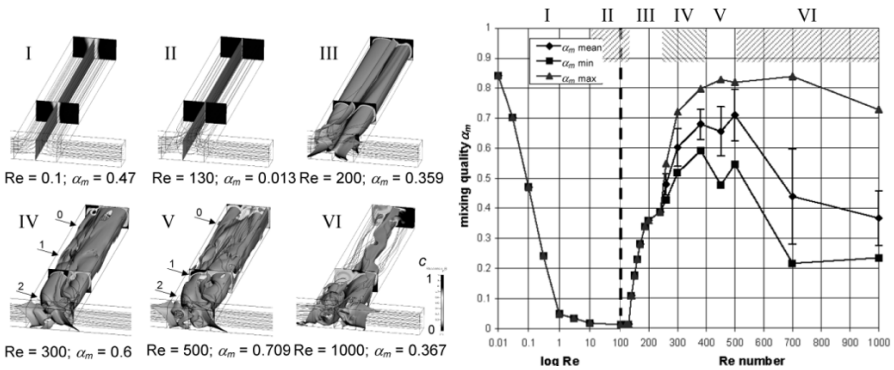 I II III
Re = 0.1; αm = 0.47 Re = 130; αm = 0.013 Re = 200; αm = 0.359
IV V VI
0 0
1 1
2 2
c
1
0
Re = 300; αm = 0.6 Re = 500; αm = 0.709 Re = 1000; αm = 0.367
I II III IV V VI
αm mean
αm min
αm max
mixing quality αm
1
0.9
0.8
0.7
0.6
0.5
0.4
0.3
0.2
0.1
0
0.01 0.1 1 10 100 200 300 400 500 600 700 800 900 1000
log Re Re number